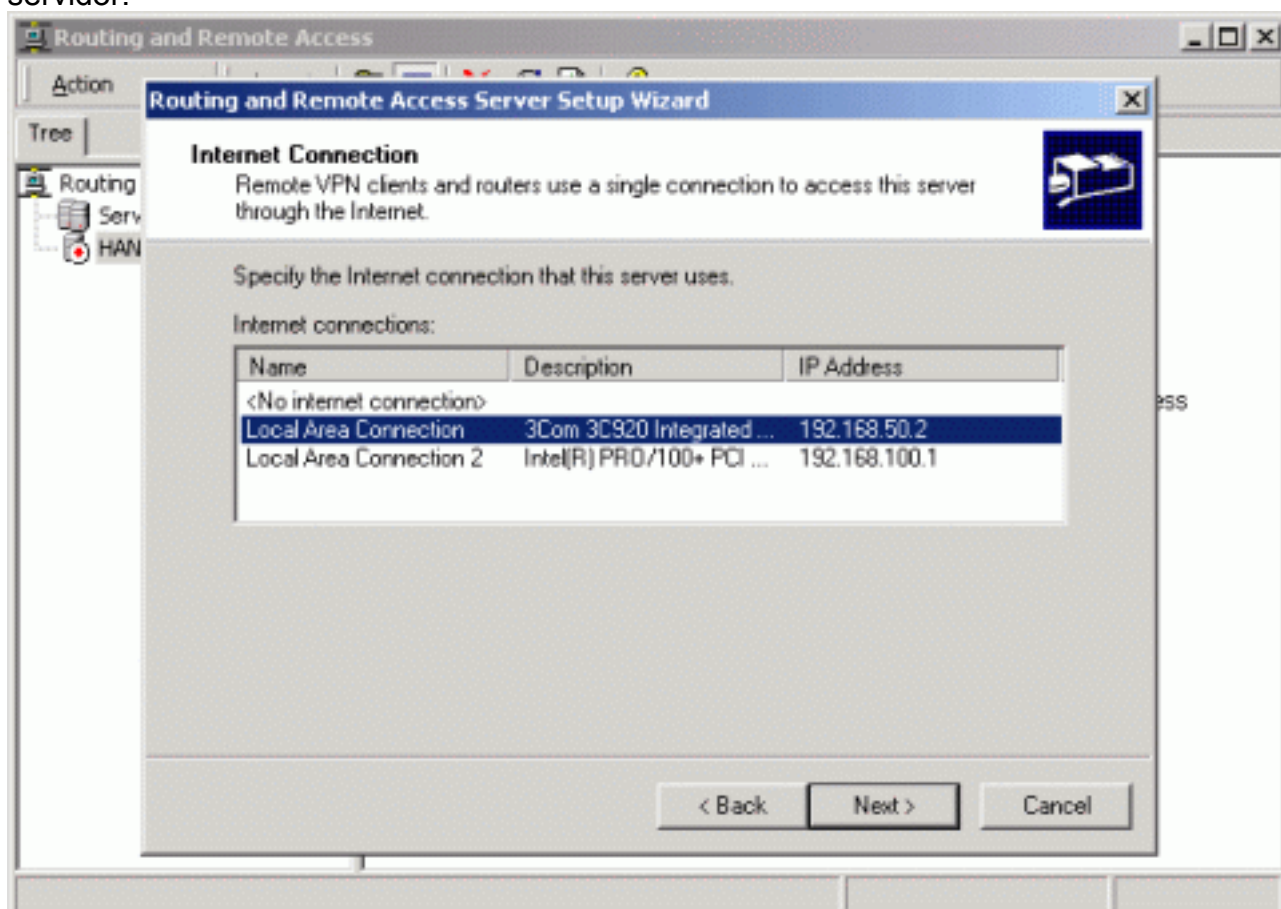 servidor.
Routing and Remote Access
Action
Routing and Remote Access Server Setup Wizard
Tree
Internet Connection
Remote VPN clients and routers use a single connection to access this server
through the Internet.
Routing
Serv
HAN
Specify the Internet connection that this server uses.
Internet connections:
Name Description IP Address
<No internet connection>
Local Area Connection 3Com 3C920 Integrated ... 192.168.50.2
Local Area Connection 2 Intel(R) PRO/100+ PCI ... 192.168.100.1
ess
< Back Next > Cancel